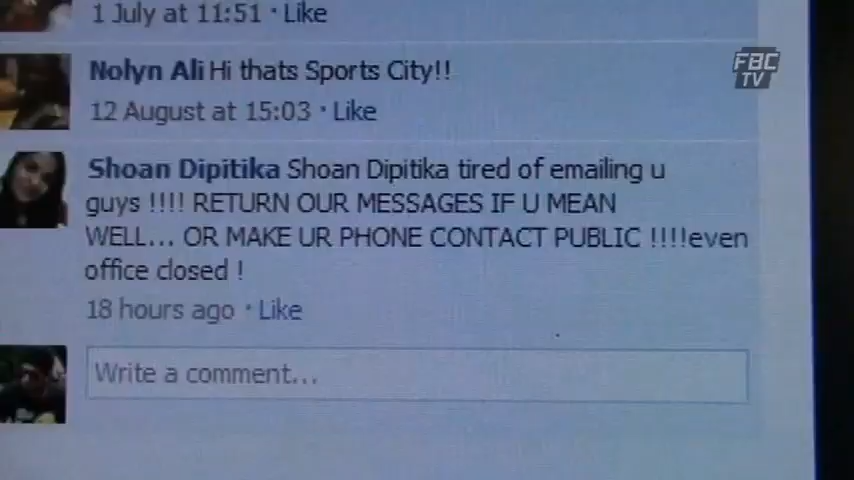 1 July at 11:51 · Like
FBC
TV
Nolyn Ali Hi thats Sports City!!
12 August at 15:03 · Like
Shoan Dipitika Shoan Dipitika tired of emailing u
guys !!!! RETURN OUR MESSAGES IF U MEAN
WELL... OR MAKE UR PHONE CONTACT PUBLIC !!!!even
office closed !
18 hours ago · Like
Write a comment...